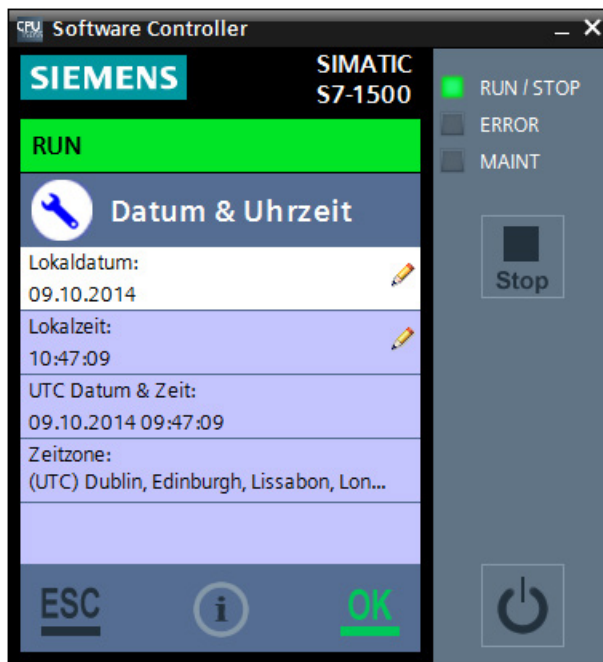 CPU
Software Controller
SIEMENS
SIMATIC
S7-1500
RUN / STOP
ERROR
MAINT
RUN
Datum & Uhrzeit
Lokaldatum:
09.10.2014
Stop
Lokalzeit:
10:47:09
UTC Datum & Zeit:
09.10.2014 09:47:09
Zeitzone:
(UTC) Dublin, Edinburgh, Lissabon, Lon...
ESC
i
OK